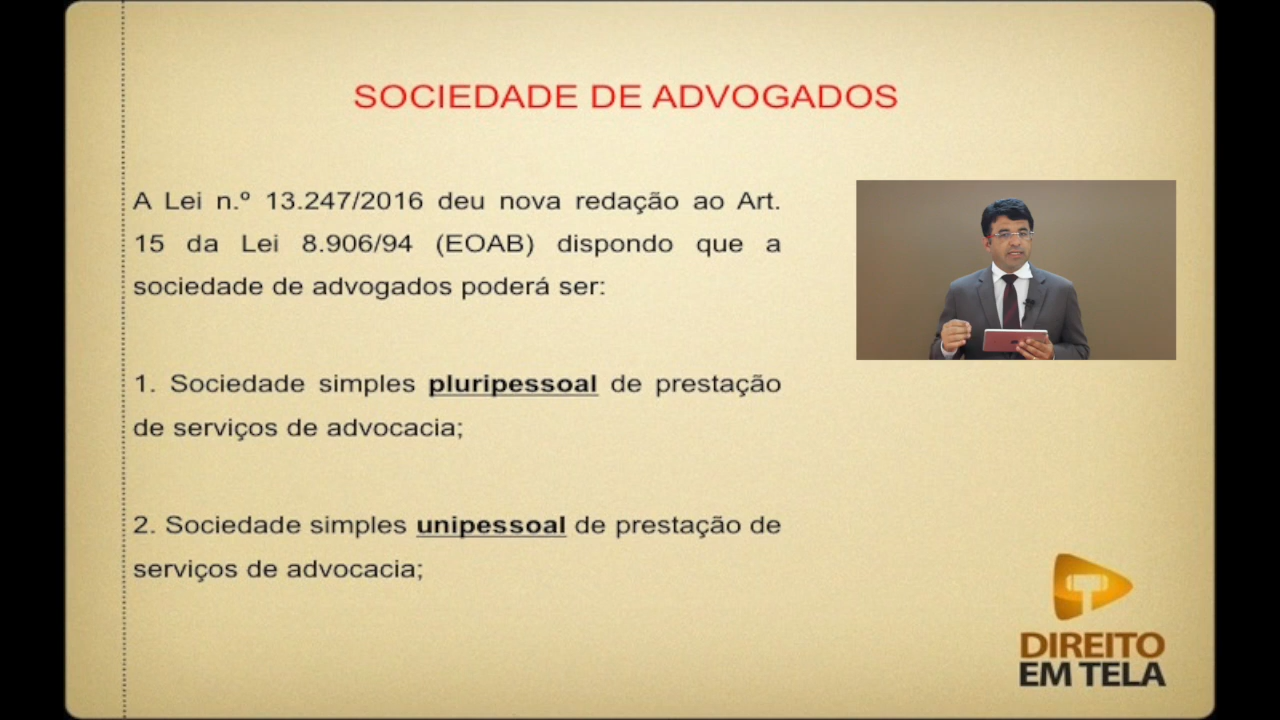 SOCIEDADE DE ADVOGADOS
A Lei n.º 13.247/2016 deu nova redação ao Art.
15 da Lei 8.906/94 (EOAB) dispondo que a
sociedade de advogados poderá ser:
1. Sociedade simples pluripessoal de prestação
de serviços de advocacia;
2. Sociedade simples unipessoal de prestação de
serviços de advocacia;
DIREITO
EM TELA